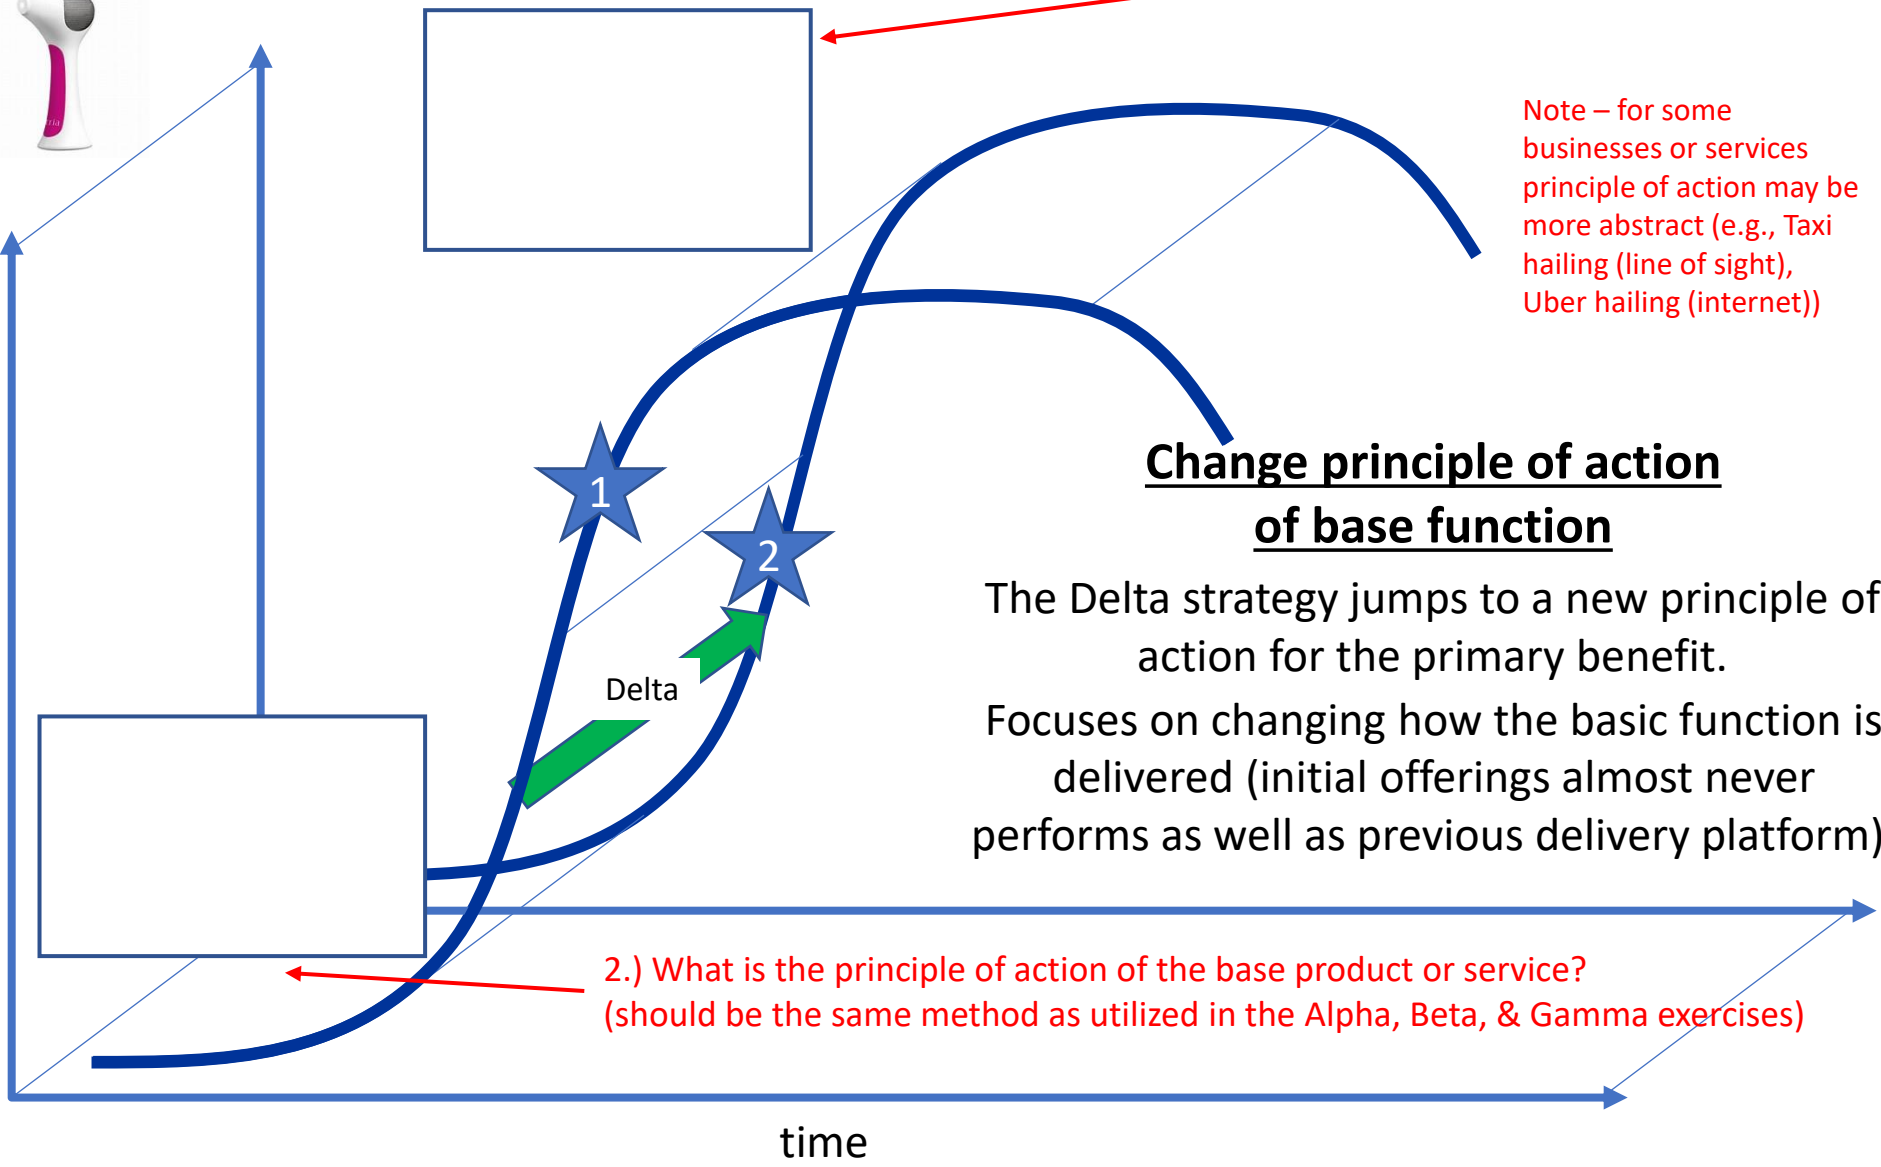 Note – for some
businesses or services
principle of action may be
more abstract (e.g., Taxi
hailing (line of sight),
Uber hailing (internet))
1
2
Change principle of action
of base function
The Delta strategy jumps to a new principle of
action for the primary benefit.
Delta
Focuses on changing how the basic function is
delivered (initial offerings almost never
performs as well as previous delivery platform)
2.) What is the principle of action of the base product or service?
(should be the same method as utilized in the Alpha, Beta, & Gamma exercises)
time